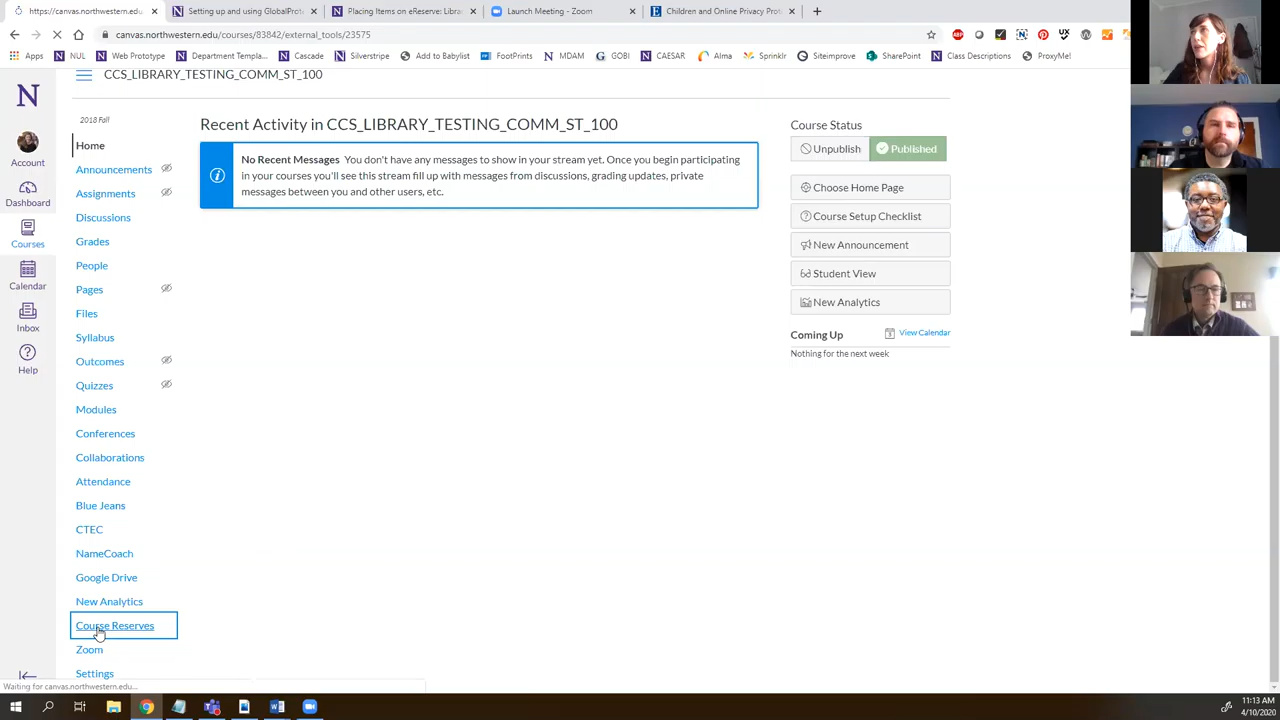 https://canvas.northwestern.edu/
Setting up and using GlobalProte
Placing Items on eReserve: Librar
Launch Meeting - Zoom
Children and Online Privacy Prote
canvas.northwestern.edu/courses/83842/external_tools/23575
Apps
NUL
Web Prototype
Department Templa...
Cascade
Silverstripe
Add to Babylist
FootPrints
MDAM
GOBI
CAESAR
Alma
Sprinklr
Siteimprove
SharePoint
Class Descriptions
ProxyMe!
CCS_LIBRARY_TESTING_COMM_ST_100
N
Account
Dashboard
Courses
Calendar
Inbox
Help
2018 Fall
Home
Announcements
Assignments
Discussions
Grades
People
Pages
Files
Syllabus
Outcomes
Quizzes
Modules
Conferences
Collaborations
Attendance
Blue Jeans
CTEC
NameCoach
Google Drive
New Analytics
Course Reserves
Zoom
Settings
Recent Activity in CCS_LIBRARY_TESTING_COMM_ST_100
No Recent Messages You don't have any messages to show in your stream yet. Once you begin participating
in your courses you'll see this stream fill up with messages from discussions, grading updates, private
messages between you and other users, etc.
Course Status
Unpublish
Published
Choose Home Page
Course Setup Checklist
New Announcement
Student View
New Analytics
Coming Up
View Calendar
Nothing for the next week
Waiting for canvas.northwestern.edu...
11:13 AM
4/10/2020